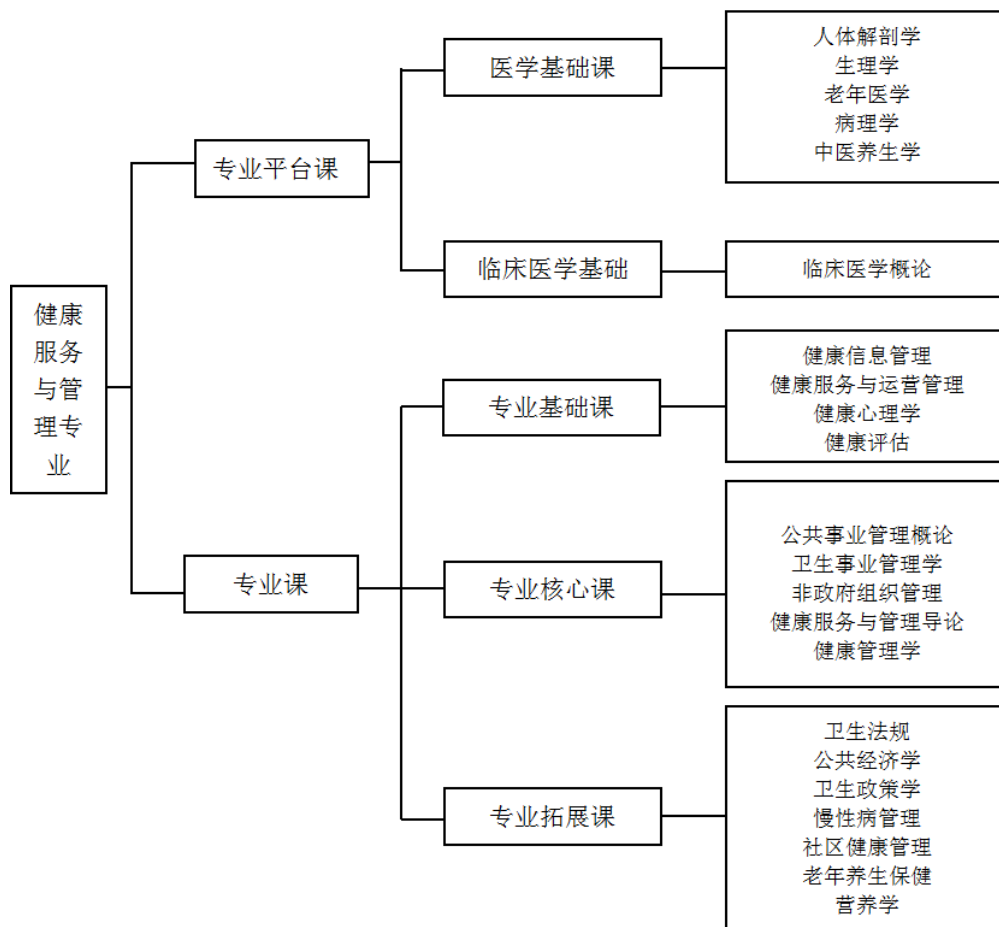 健康
服务
与管
理专
业
专业平台课
医学基础课
人体解剖学
生理学
老年医学
病理学
中医养生学
临床医学基础
临床医学概论
专业课
专业基础课
健康信息管理
健康服务与运营管理
健康心理学
健康评估
专业核心课
公共事业管理概论
卫生事业管理学
非政府组织管理
健康服务与管理导论
健康管理学
专业拓展课
卫生法规
公共经济学
卫生政策学
慢性病管理
社区健康管理
老年养生保健
营养学